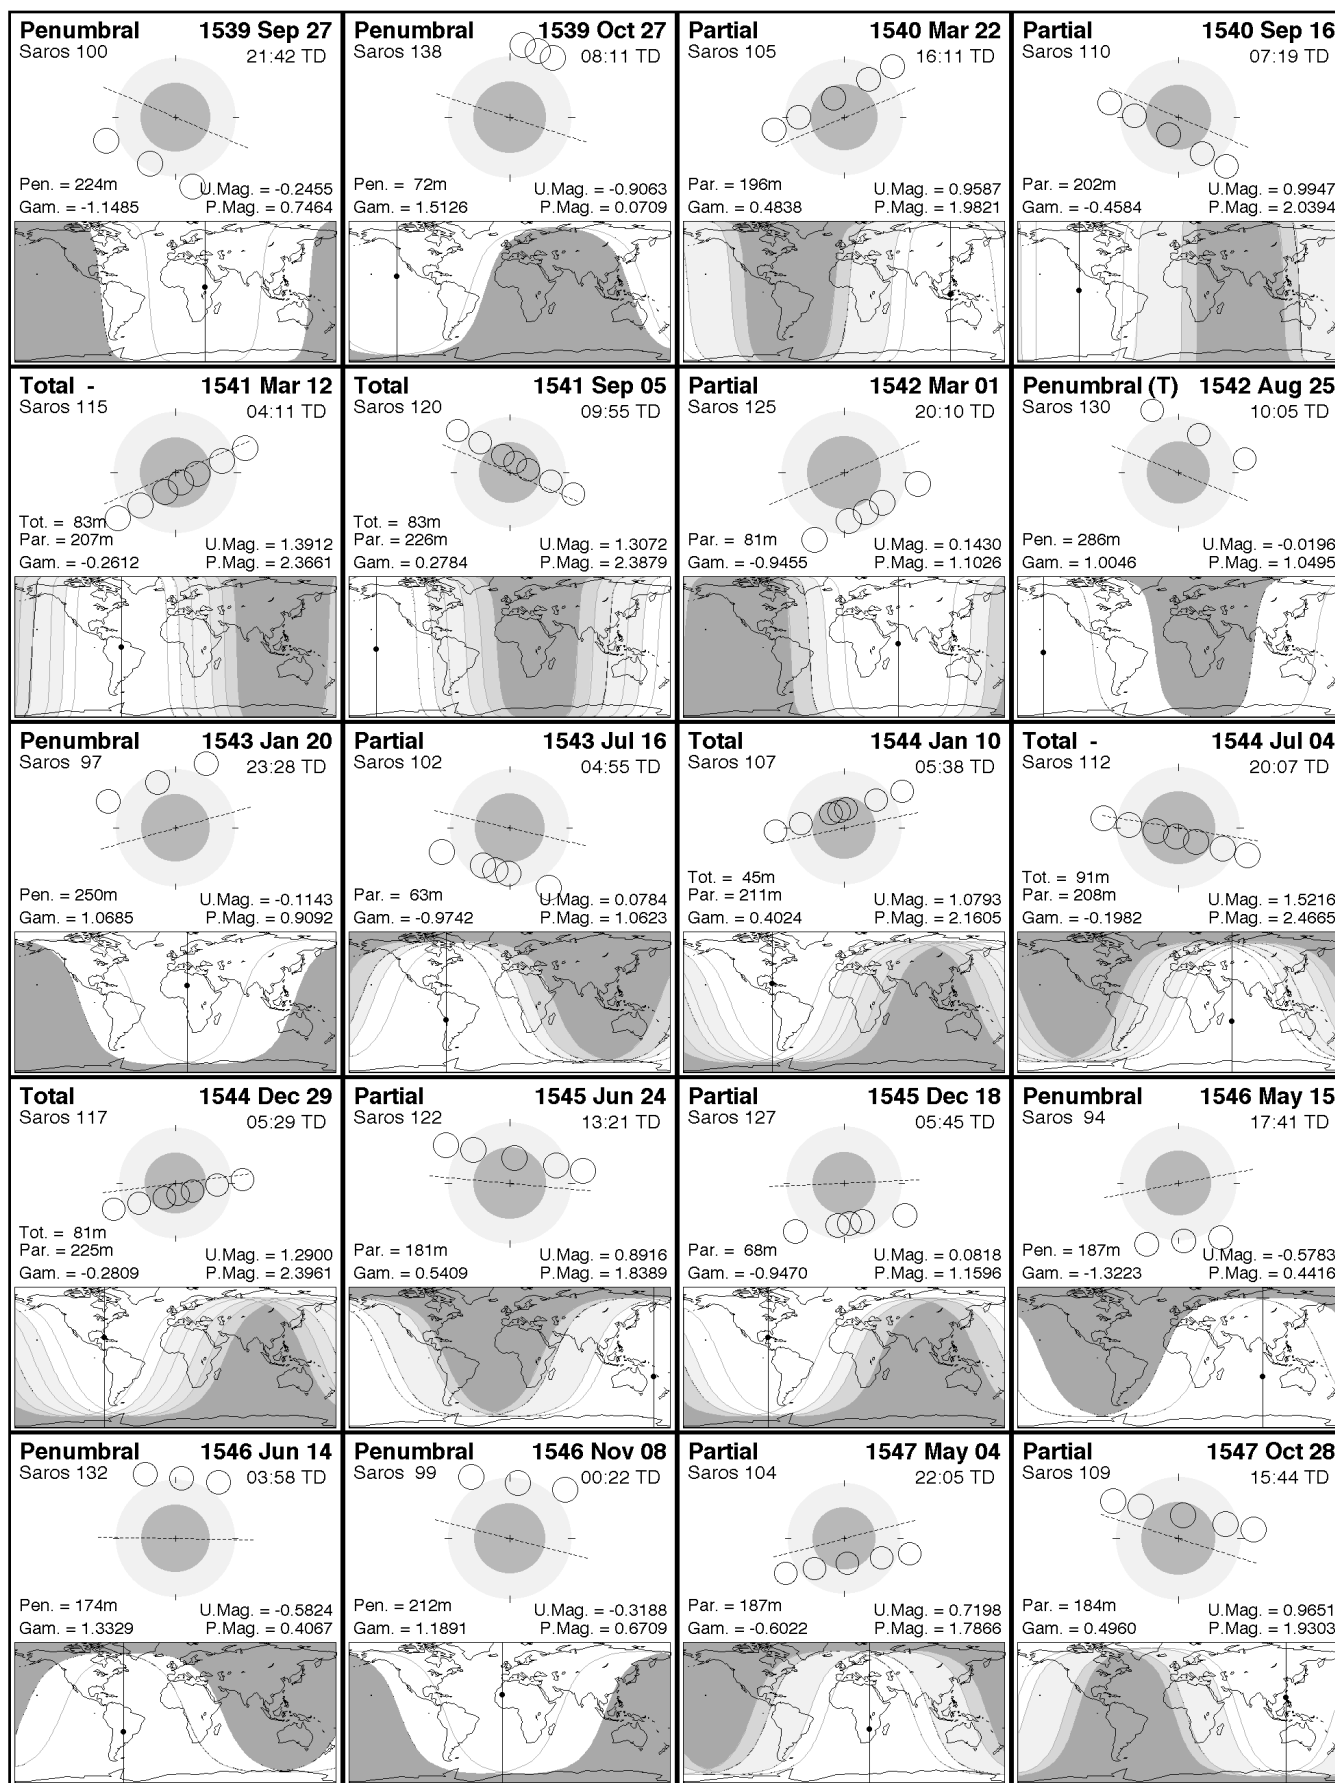 Penumbral 1539 Sep 27
Saros 100 21:42 TD
Pen. = 224m U.Mag. = -0.2455
Gam. = -1.1485 P.Mag. = 0.7464
Penumbral 1539 Oct 27
Saros 138 08:11 TD
Pen. = 72m U.Mag. = -0.9063
Gam. = 1.5126 P.Mag. = 0.0709
Partial 1540 Mar 22
Saros 105 16:11 TD
Par. = 196m U.Mag. = 0.9587
Gam. = 0.4838 P.Mag. = 1.9821
Partial 1540 Sep 16
Saros 110 07:19 TD
Par. = 202m U.Mag. = 0.9947
Gam. = -0.4584 P.Mag. = 2.0394
Total - 1541 Mar 12
Saros 115 04:11 TD
Tot. = 83m
Par. = 207m U.Mag. = 1.3912
Gam. = -0.2612 P.Mag. = 2.3661
Total 1541 Sep 05
Saros 120 09:55 TD
Tot. = 83m
Par. = 226m U.Mag. = 1.3072
Gam. = 0.2784 P.Mag. = 2.3879
Partial 1542 Mar 01
Saros 125 20:10 TD
Par. = 81m U.Mag. = 0.1430
Gam. = -0.9455 P.Mag. = 1.1026
Penumbral (T) 1542 Aug 25
Saros 130 10:05 TD
Pen. = 286m U.Mag. = -0.0196
Gam. = 1.0046 P.Mag. = 1.0495
Penumbral 1543 Jan 20
Saros 97 23:28 TD
Pen. = 250m U.Mag. = -0.1143
Gam. = 1.0685 P.Mag. = 0.9092
Partial 1543 Jul 16
Saros 102 04:55 TD
Par. = 63m U.Mag. = 0.0784
Gam. = -0.9742 P.Mag. = 1.0623
Total 1544 Jan 10
Saros 107 05:38 TD
Tot. = 45m
Par. = 211m U.Mag. = 1.0793
Gam. = 0.4024 P.Mag. = 2.1605
Total - 1544 Jul 04
Saros 112 20:07 TD
Tot. = 91m
Par. = 208m U.Mag. = 1.5216
Gam. = -0.1982 P.Mag. = 2.4665
Total 1544 Dec 29
Saros 117 05:29 TD
Tot. = 81m
Par. = 225m U.Mag. = 1.2900
Gam. = -0.2809 P.Mag. = 2.3961
Partial 1545 Jun 24
Saros 122 13:21 TD
Par. = 181m U.Mag. = 0.8916
Gam. = 0.5409 P.Mag. = 1.8389
Partial 1545 Dec 18
Saros 127 05:45 TD
Par. = 68m U.Mag. = 0.0818
Gam. = -0.9470 P.Mag. = 1.1596
Penumbral 1546 May 15
Saros 94 17:41 TD
Pen. = 187m U.Mag. = -0.5783
Gam. = -1.3223 P.Mag. = 0.4416
Penumbral 1546 Jun 14
Saros 132 03:58 TD
Pen. = 174m U.Mag. = -0.5824
Gam. = 1.3329 P.Mag. = 0.4067
Penumbral 1546 Nov 08
Saros 99 00:22 TD
Pen. = 212m U.Mag. = -0.3188
Gam. = 1.1891 P.Mag. = 0.6709
Partial 1547 May 04
Saros 104 22:05 TD
Par. = 187m U.Mag. = 0.7198
Gam. = -0.6022 P.Mag. = 1.7866
Partial 1547 Oct 28
Saros 109 15:44 TD
Par. = 184m U.Mag. = 0.9651
Gam. = 0.4960 P.Mag. = 1.9303